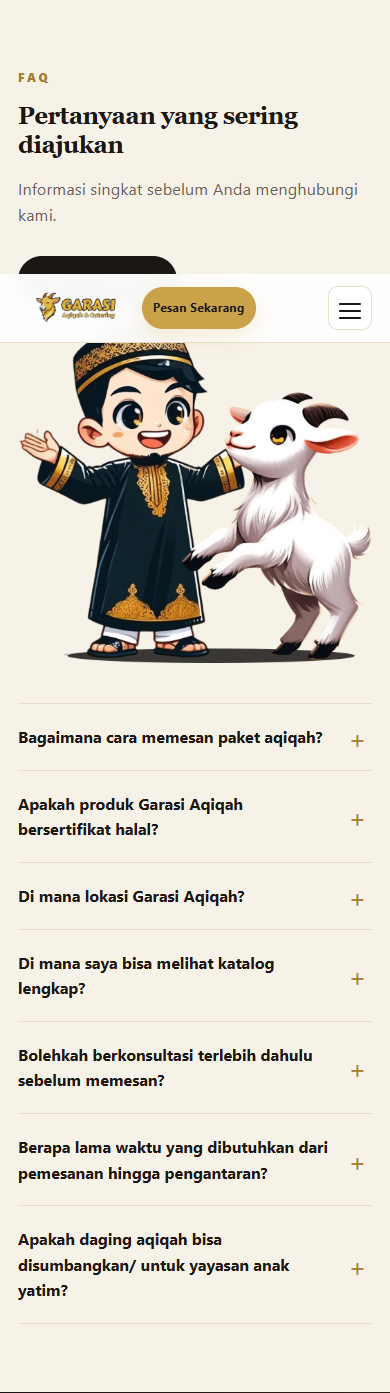 FAQ
Pertanyaan yang sering
diajukan
Informasi singkat sebelum Anda menghubungi
kami.
GARASI
Aqiqah & Catering
Pesan Sekarang
Bagaimana cara memesan paket aqiqah?
Apakah produk Garasi Aqiqah
bersertifikat halal?
Di mana lokasi Garasi Aqiqah?
Di mana saya bisa melihat katalog
lengkap?
Bolehkah berkonsultasi terlebih dahulu
sebelum memesan?
Berapa lama waktu yang dibutuhkan dari
pemesanan hingga pengantaran?
Apakah daging aqiqah bisa
disumbangkan/ untuk yayasan anak
yatim?